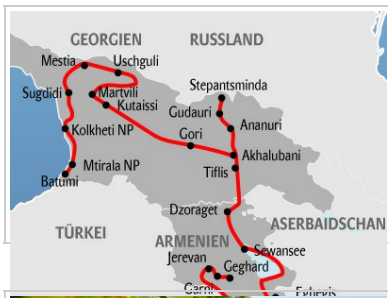 GEORGIEN RUSSLAND
Mestia Uschguli
Stepantsminda
Sugdidi Martvili
Kutaissi Gudauri
Kolkheti NP Ananuri
Gori
Akhalubani
Mtirala NP Tiflis
Batumi
Dzoraget
ASERBAIDSCHAN
TÜRKEI
ARMENIEN Sewansee
Jerevan
Geghard
Garni